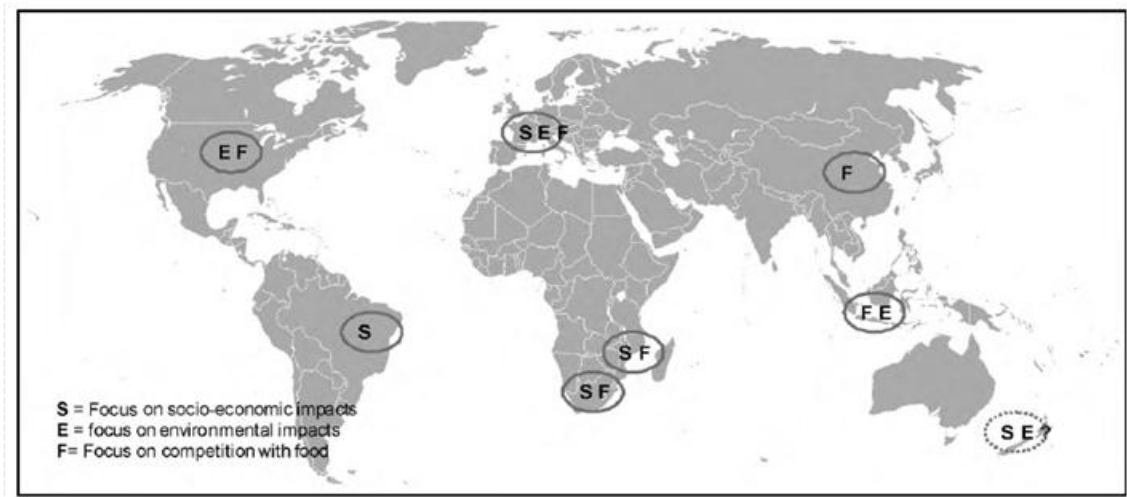 S E F
E F
F
F E
S
S F
S F
S E ?
S = Focus on socio-economic impacts
E = focus on environmental impacts
F= Focus on competition with food